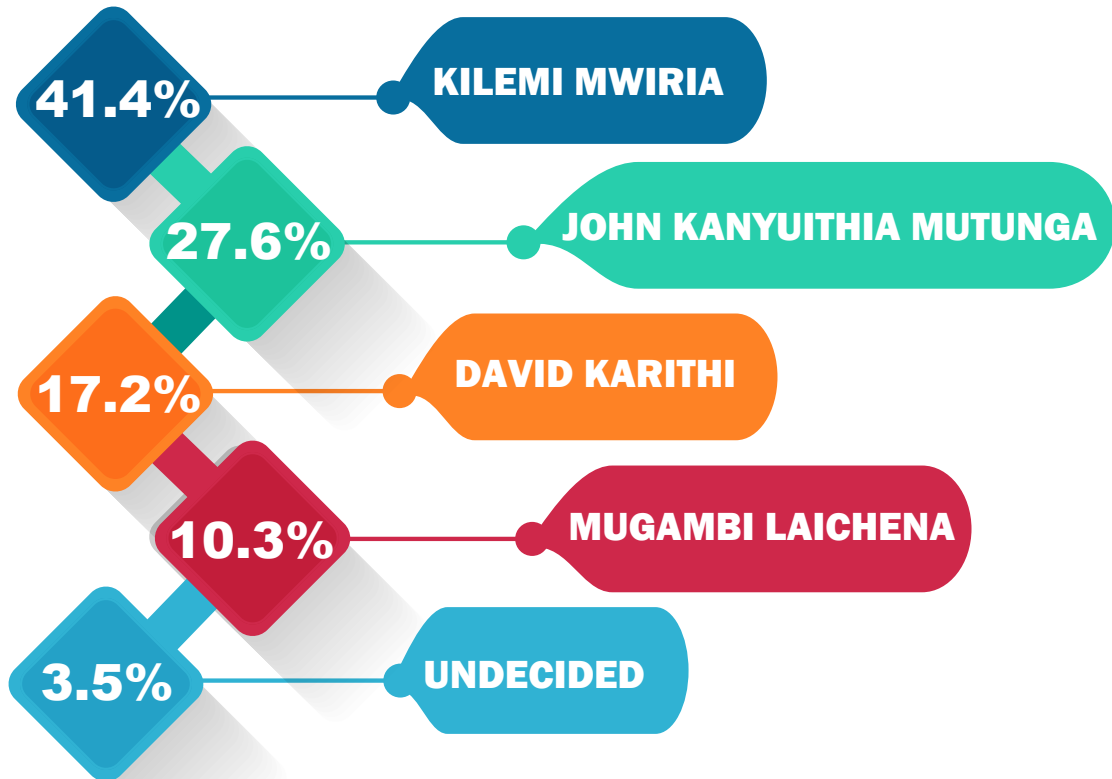 41.4%
KILEMI MWIRIA
27.6%
JOHN KANYUITHIA MUTUNGA
17.2%
DAVID KARITHI
10.3%
MUGAMBI LAICHENA
3.5%
UNDECIDED